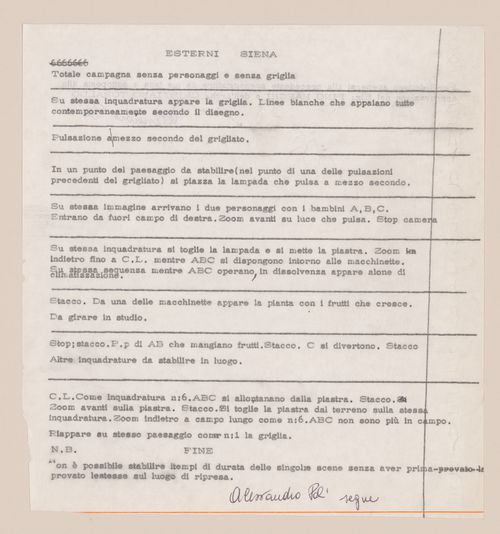 ESTERNI SIENA
6666666
Totale campagna senza personaggi e senza griglia
Su stessa inquadratura appare la griglia. Linee bianche che appaiano tutte
contemporaneamente secondo il disegno.
Pulsazione a mezzo secondo del grigliato.
In un punto del paesaggio da stabilire(nel punto di una delle pulsazioni
precedenti del grigliato) si piazza la lampada che pulsa a mezzo secondo.
Su stessa immagine arrivano i due personaggi con i bambini A,B,C.
Entrano da fuori campo di destra.Zoom avanti su luce che pulsa. Stop camera
Su stessa inquadratura si toglie la lampada e si mette la piastra. Zoom
indietro fino a C.L. mentre ABC si dispongono intorno alle macchinette.
Su stessa sequenza mentre ABC operano, in dissolvenza appare alone di
climatizzazione.
Stacco. Da una delle macchinette appare la pianta con i frutti che cresce.
Da girare in studio.
Stop;stacco.P.p di AB che mangiano frutti.Stacco. C si divertono. Stacco
Altre inquadrature da stabilire in luogo.
C.L.Come inquadratura n:6.ABC si allontanano dalla piastra. Stacco.
Zoom avanti sulla piastra. Stacco.Si toglie la piastra dal terreno sulla stessa
inquadratura.Zoom indietro a campo lungo come n:6.ABC non sono più in campo.
Riappare su stesso paesaggio come n:1 la griglia.
N.B. FINE
on è possibile stabilire i tempi di durata delle singole scene senza aver prima provato le
provato le stesse sul luogo di ripresa.
Alessandro Poli
segue